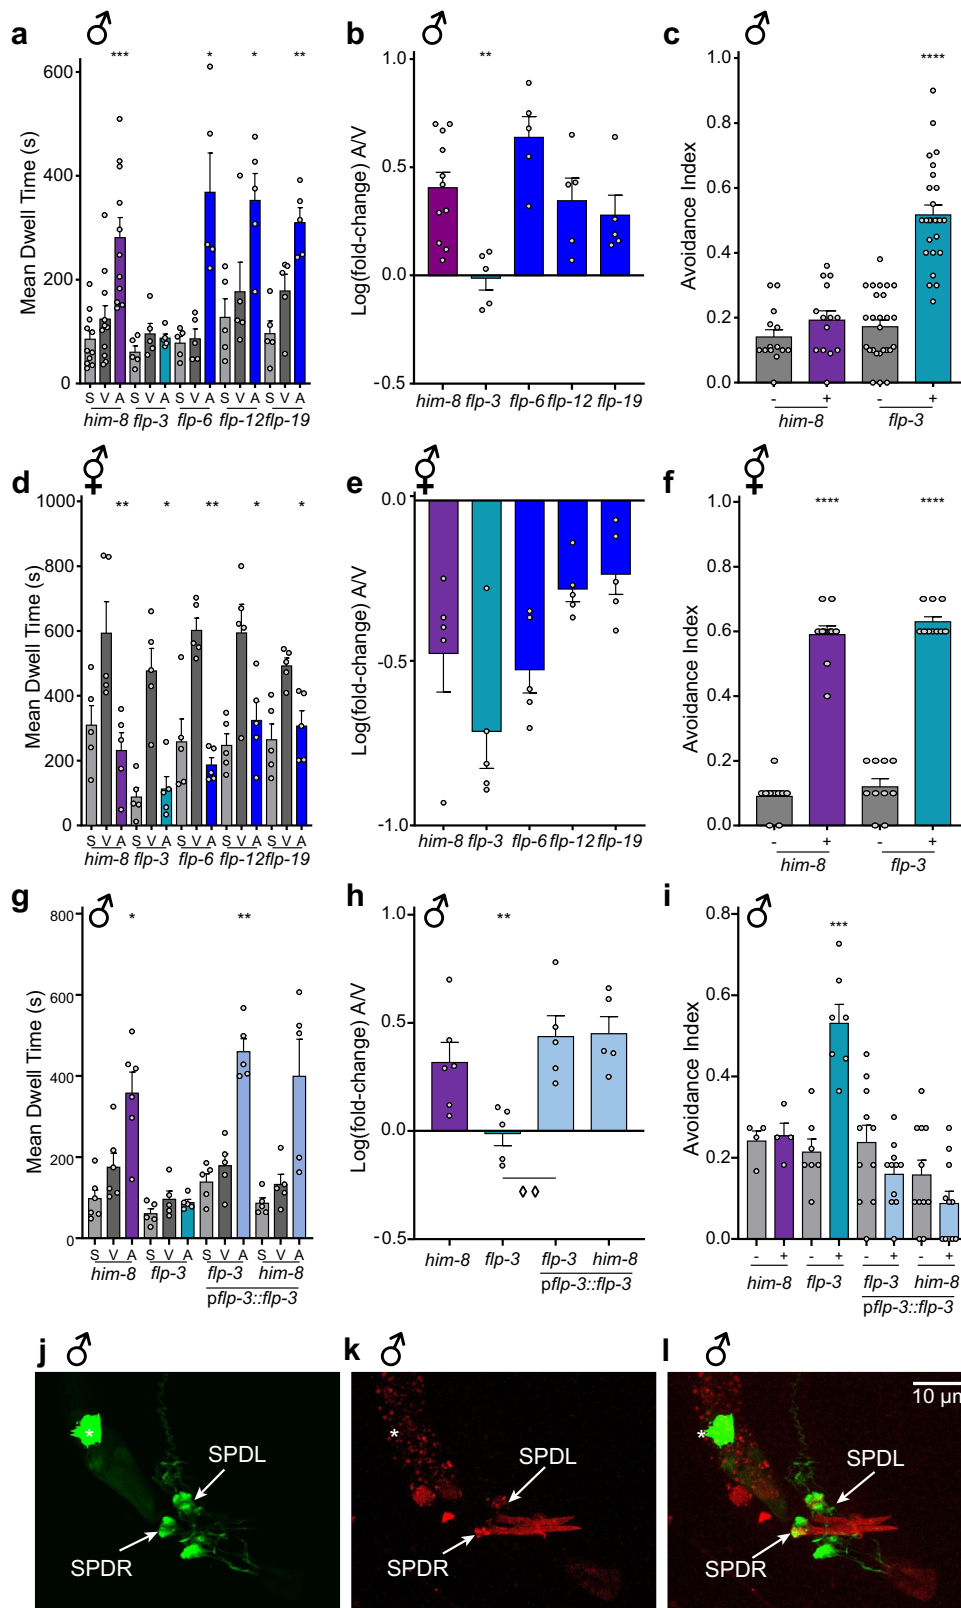 a ♂
Mean Dwell Time (s)
600
400
200
0
*** * * **
S V A S V A S V A S V A S V A
him-8 flp-3 flp-6 flp-12 flp-19
b ♂
Log(fold-change) A/V
1.0
0.5
0.0
-0.5
**
him-8 flp-3 flp-6 flp-12 flp-19
c ♂
Avoidance Index
1.0
0.8
0.6
0.4
0.2
0.0
****
- + - +
him-8 flp-3
d ⚥
Mean Dwell Time (s)
1000
800
600
400
200
0
** * ** * *
S V A S V A S V A S V A S V A
him-8 flp-3 flp-6 flp-12 flp-19
e ⚥
Log(fold-change) A/V
0.0
-0.5
-1.0
him-8 flp-3 flp-6 flp-12 flp-19
f ⚥
Avoidance Index
1.0
0.8
0.6
0.4
0.2
0.0
**** ****
- + - +
him-8 flp-3
g ♂
Mean Dwell Time (s)
800
600
400
200
0
* **
S V A S V A S V A S V A
him-8 flp-3 flp-3 him-8
pflp-3::flp-3
h ♂
Log(fold-change) A/V
1.0
0.5
0.0
-0.5
**
◊◊
him-8 flp-3 flp-3 him-8
pflp-3::flp-3
i ♂
Avoidance Index
0.8
0.6
0.4
0.2
0.0
***
- + - + - + - +
him-8 flp-3 flp-3 him-8
pflp-3::flp-3
j ♂
*
SPDL
SPDR
k ♂
*
SPDL
SPDR
l ♂
10 µm
*
SPDL
SPDR